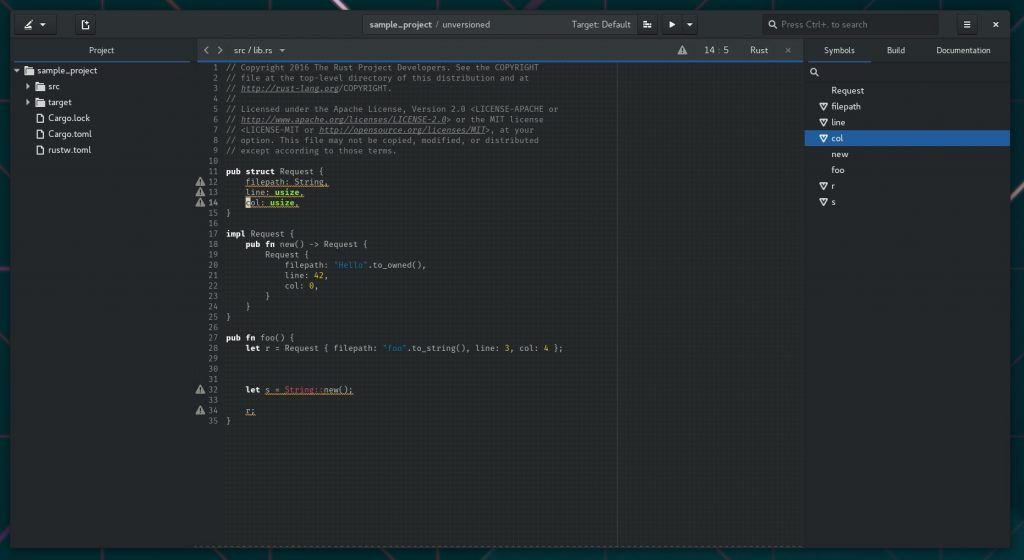 sample_project / unversioned
Target: Default
Press Ctrl+. to search
Project
src / lib.rs
14 : 5
Rust
Symbols
Build
Documentation
sample_project
src
target
Cargo.lock
Cargo.toml
rustw.toml
1 // Copyright 2016 The Rust Project Developers. See the COPYRIGHT
2 // file at the top-level directory of this distribution and at
3 // http://rust-lang.org/COPYRIGHT.
4 //
5 // Licensed under the Apache License, Version 2.0 <LICENSE-APACHE or
6 // http://www.apache.org/licenses/LICENSE-2.0> or the MIT license
7 // <LICENSE-MIT or http://opensource.org/licenses/MIT>, at your
8 // option. This file may not be copied, modified, or distributed
9 // except according to those terms.
10
11 pub struct Request {
12     filepath: String,
13     line: usize,
14     col: usize,
15 }
16
17 impl Request {
18     pub fn new() -> Request {
19         Request {
20             filepath: "Hello".to_owned(),
21             line: 42,
22             col: 0,
23         }
24     }
25 }
26
27 pub fn foo() {
28     let r = Request { filepath: "foo".to_string(), line: 3, col: 4 };
29
30
31
32     let s = String::new();
33
34     r;
35 }
Request
filepath
line
col
new
foo
r
s